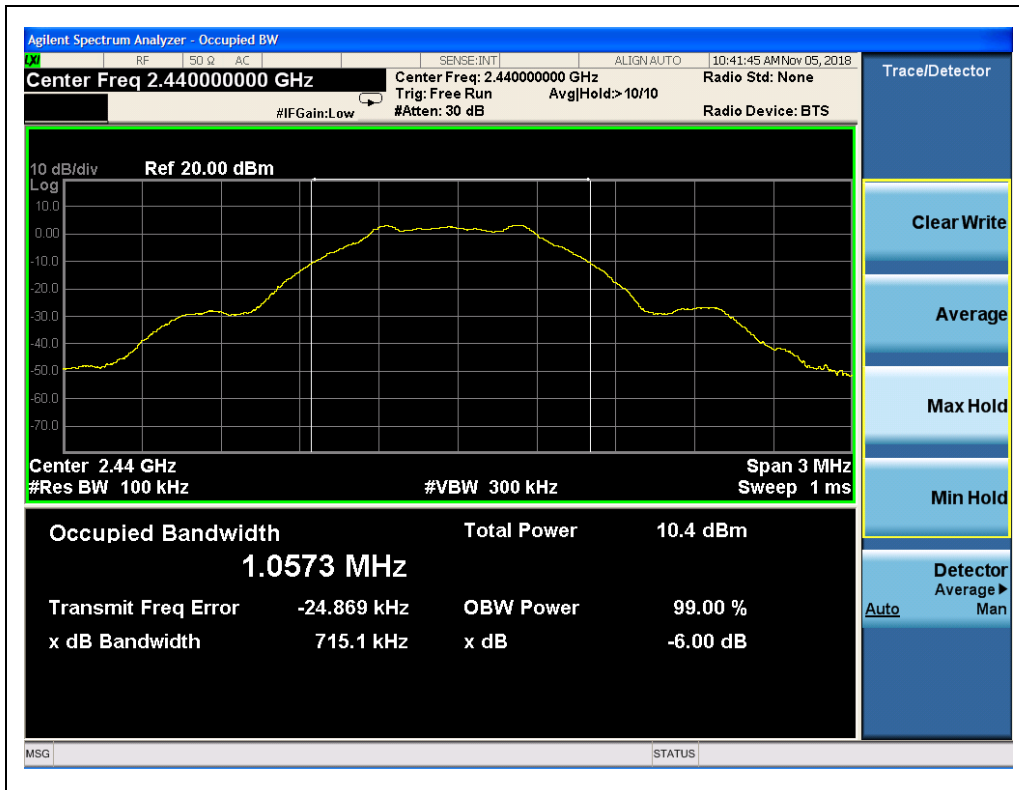 Agilent Spectrum Analyzer - Occupied BW
LXI RF 50 Ω AC SENSE:INT ALIGN AUTO 10:41:45 AM Nov 05, 2018
Center Freq 2.440000000 GHz
Center Freq: 2.440000000 GHz Radio Std: None
Trig: Free Run Avg|Hold:> 10/10
#IFGain:Low #Atten: 30 dB Radio Device: BTS
Trace/Detector
10 dB/div Ref 20.00 dBm
Log
10.0
0.00
-10.0
-20.0
-30.0
-40.0
-50.0
-60.0
-70.0
Center 2.44 GHz Span 3 MHz
#Res BW 100 kHz #VBW 300 kHz Sweep 1 ms
Occupied Bandwidth Total Power 10.4 dBm
1.0573 MHz
Transmit Freq Error -24.869 kHz OBW Power 99.00 %
x dB Bandwidth 715.1 kHz x dB -6.00 dB
Clear Write
Average
Max Hold
Min Hold
Detector
Average▶
Auto Man
MSG STATUS